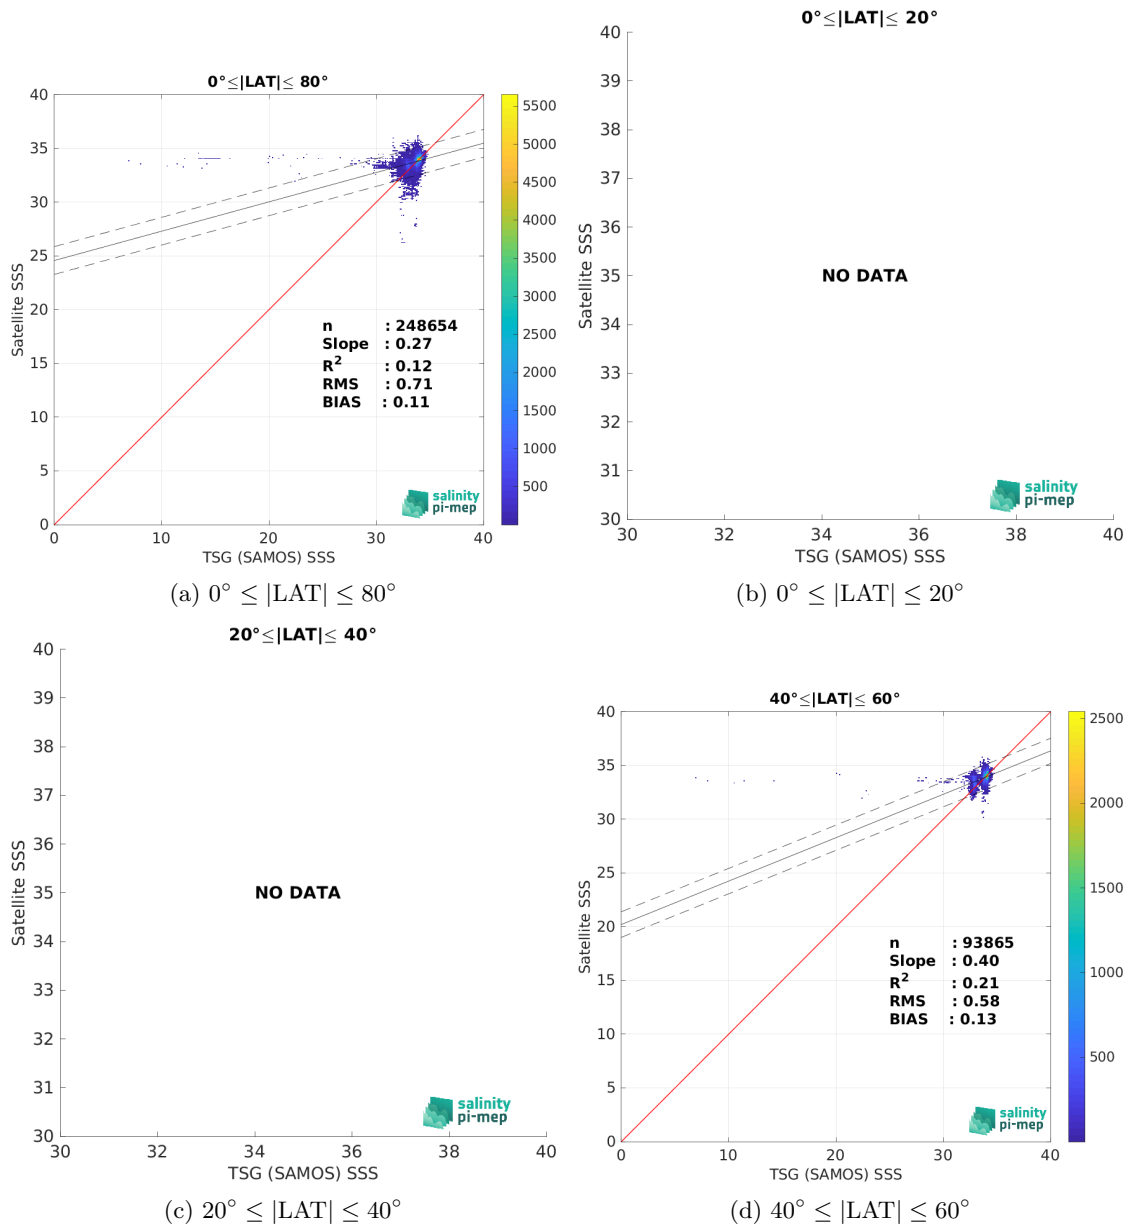 0°≤|LAT|≤ 80°
40
35
30
25
20
15
10
5
0
0
10
20
30
40
Satellite SSS
TSG (SAMOS) SSS
n : 248654
Slope : 0.27
R² : 0.12
RMS : 0.71
BIAS : 0.11
salinity
pi-mep
5500
5000
4500
4000
3500
3000
2500
2000
1500
1000
500
(a) 0° ≤ |LAT| ≤ 80°
0°≤|LAT|≤ 20°
40
39
38
37
36
35
34
33
32
31
30
30
32
34
36
38
40
Satellite SSS
TSG (SAMOS) SSS
NO DATA
salinity
pi-mep
(b) 0° ≤ |LAT| ≤ 20°
20°≤|LAT|≤ 40°
40
39
38
37
36
35
34
33
32
31
30
30
32
34
36
38
40
Satellite SSS
TSG (SAMOS) SSS
NO DATA
salinity
pi-mep
(c) 20° ≤ |LAT| ≤ 40°
40°≤|LAT|≤ 60°
40
35
30
25
20
15
10
5
0
0
10
20
30
40
Satellite SSS
TSG (SAMOS) SSS
n : 93865
Slope : 0.40
R² : 0.21
RMS : 0.58
BIAS : 0.13
salinity
pi-mep
2500
2000
1500
1000
500
(d) 40° ≤ |LAT| ≤ 60°